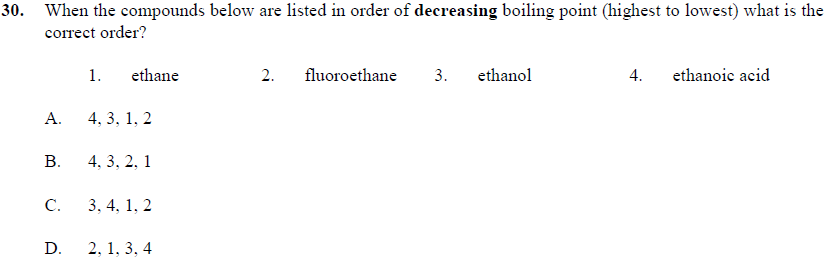 30. When the compounds below are listed in order of decreasing boiling point (highest to lowest) what is the
correct order?
1. ethane 2. fluoroethane 3. ethanol 4. ethanoic acid
A. 4, 3, 1, 2
B. 4, 3, 2, 1
C. 3, 4, 1, 2
D. 2, 1, 3, 4